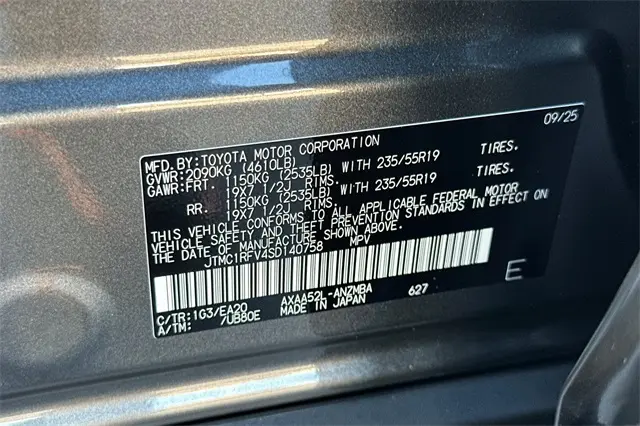 MFD.BY:TOYOTA MOTOR CORPORATION 09/25
GVWR:2090KG (4610LB)
GAWR:FRT. 1150KG (2535LB) WITH 235/55R19 TIRES.
19X7 1/2J RIMS.
RR. 1150KG (2535LB) WITH 235/55R19 TIRES.
19X7 1/2J RIMS.
THIS VEHICLE CONFORMS TO ALL APPLICABLE FEDERAL MOTOR
VEHICLE SAFETY AND THEFT PREVENTION STANDARDS IN EFFECT ON
THE DATE OF MANUFACTURE SHOWN ABOVE.
JTMC1RFV4SD140758 MPV
E
C/TR:1G3/EA20 AXAA52L-ANZMBA 627
A/TM: /UB80E MADE IN JAPAN